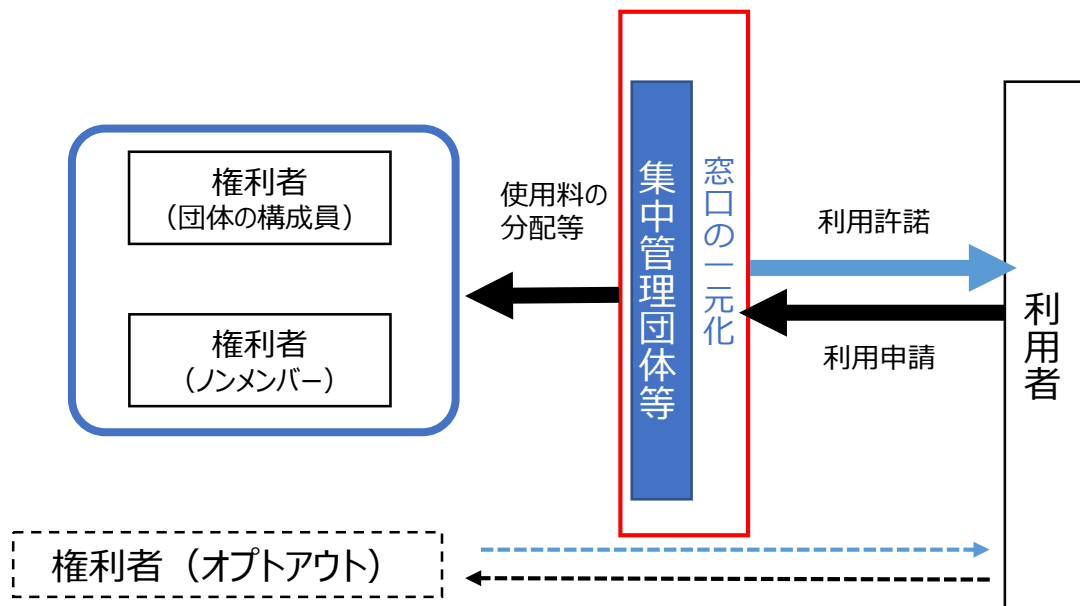 権利者
（団体の構成員）
権利者
（ノンメンバー）
使用料の
分配等
集中管理団体等
窓口の一元化
利用許諾
利用申請
利用者
権利者（オプトアウト）